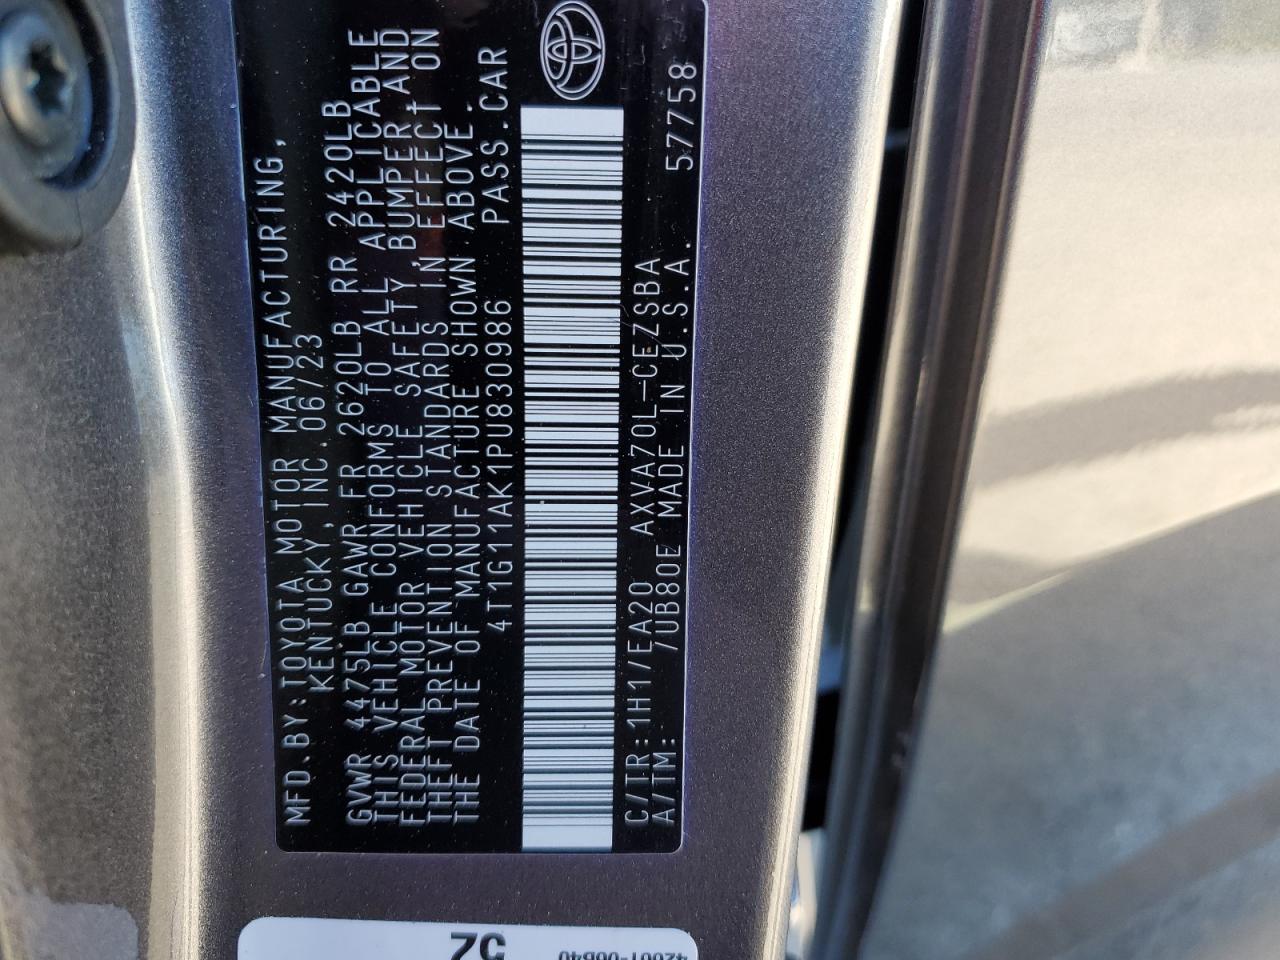 MFD.BY:TOYOTA MOTOR MANUFACTURING,
KENTUCKY, INC. 06/23
GVWR 4475LB GAWR FR 2620LB RR 2420LB
THIS VEHICLE CONFORMS TO ALL APPLICABLE
FEDERAL MOTOR VEHICLE SAFETY, BUMPER, AND
THEFT PREVENTION STANDARDS IN EFFECT ON
THE DATE OF MANUFACTURE SHOWN ABOVE.
4T1G11AK1PU830986 PASS.CAR
C/TR:1H1/EA20 AXVA70L-CEZSBA 57758
A/TM: /UB80E MADE IN U.S.A.
52